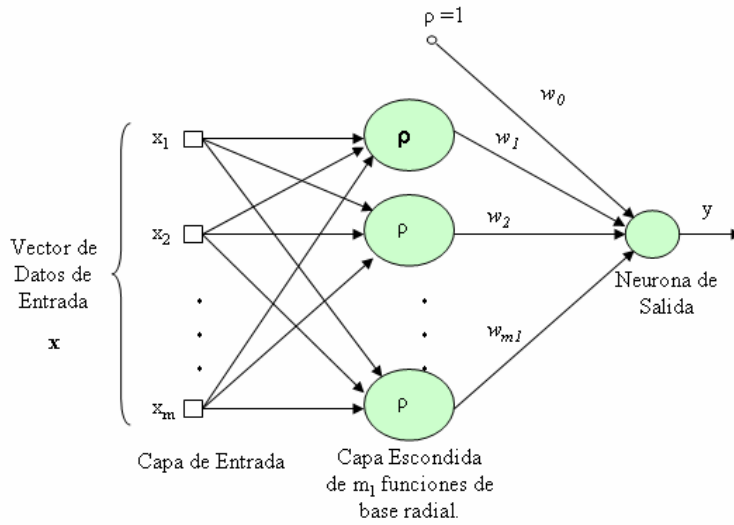 ρ =1
w₀
x₁
ρ
w₁
x₂
ρ
w₂
y
Vector de
Datos de
Entrada
x
Neurona de
Salida
wₘ₁
xₘ
ρ
Capa de Entrada
Capa Escondida
de m₁ funciones de
base radial.